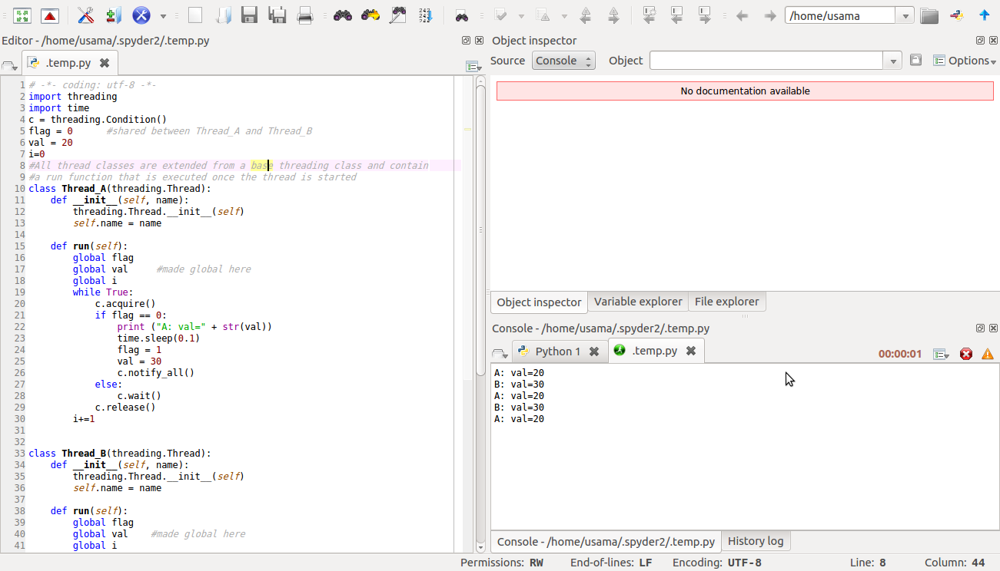 /home/usama
Editor - /home/usama/.spyder2/.temp.py
.temp.py
1 # -*- coding: utf-8 -*-
2 import threading
3 import time
4 c = threading.Condition()
5 flag = 0      #shared between Thread_A and Thread_B
6 val = 20
7 i=0
8 #All thread classes are extended from a base threading class and contain
9 #a run function that is executed once the thread is started
10 class Thread_A(threading.Thread):
11     def __init__(self, name):
12         threading.Thread.__init__(self)
13         self.name = name
14
15     def run(self):
16         global flag
17         global val     #made global here
18         global i
19         while True:
20             c.acquire()
21             if flag == 0:
22                 print ("A: val=" + str(val))
23                 time.sleep(0.1)
24                 flag = 1
25                 val = 30
26                 c.notify_all()
27             else:
28                 c.wait()
29             c.release()
30         i+=1
31
32
33 class Thread_B(threading.Thread):
34     def __init__(self, name):
35         threading.Thread.__init__(self)
36         self.name = name
37
38     def run(self):
39         global flag
40         global val    #made global here
41         global i
Object inspector
Source Console Object Options
No documentation available
Object inspector Variable explorer File explorer
Console - /home/usama/.spyder2/.temp.py
Python 1 .temp.py 00:00:01
A: val=20
B: val=30
A: val=20
B: val=30
A: val=20
Console - /home/usama/.spyder2/.temp.py History log
Permissions: RW End-of-lines: LF Encoding: UTF-8 Line: 8 Column: 44